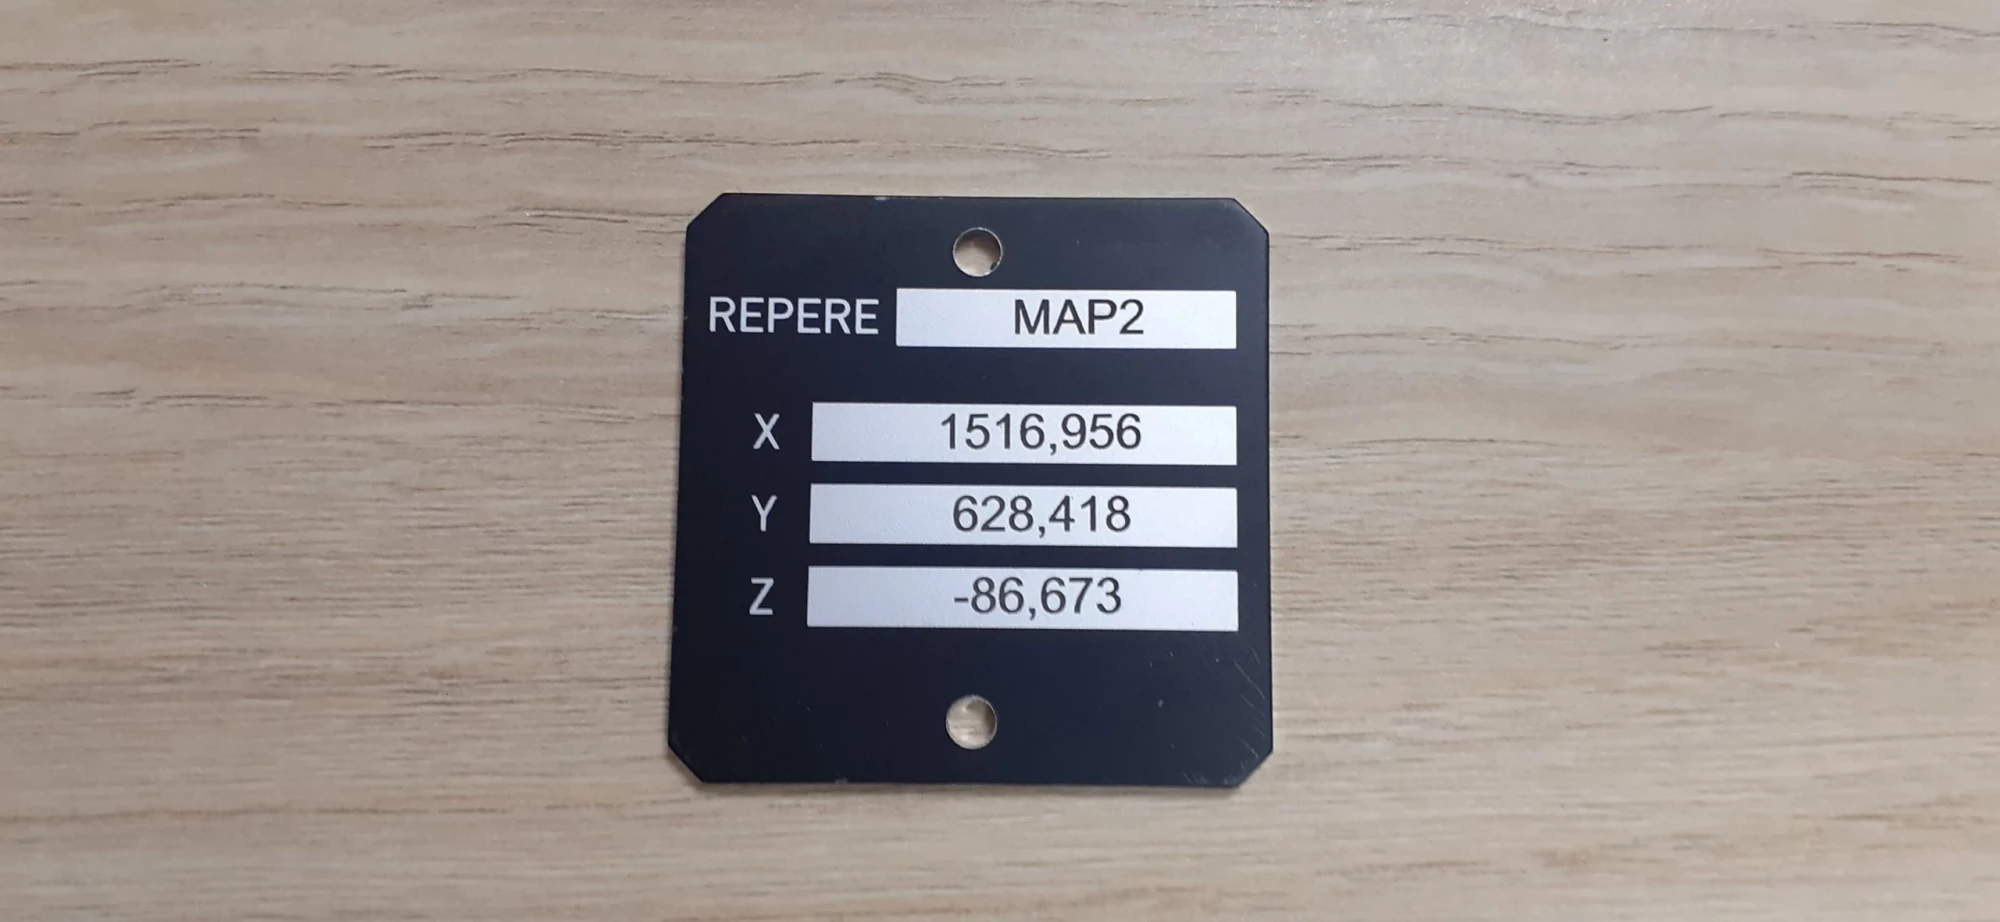 REPERE MAP2
X 1516,956
Y 628,418
Z -86,673